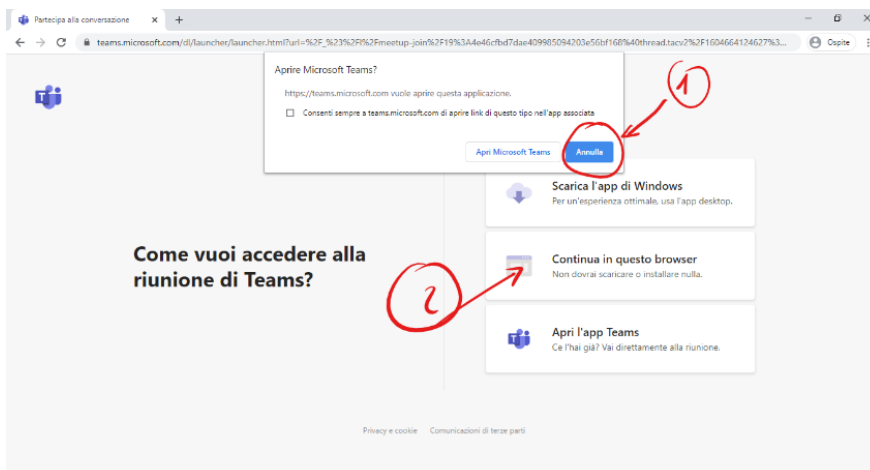 Partecipa alla conversazione
teams.microsoft.com/dl/launcher/launcher.html?url=%2F_%23%2Fl%2Fmeetup-join%2F19%3A4e46cfbd7dae409985094203e56bf168%40thread.tacv2%2F1604664124627%3...
Ospite
Aprire Microsoft Teams?
https://teams.microsoft.com vuole aprire questa applicazione.
Consenti sempre a teams.microsoft.com di aprire link di questo tipo nell'app associata
Apri Microsoft Teams
Annulla
1
Scarica l'app di Windows
Per un'esperienza ottimale, usa l'app desktop.
Come vuoi accedere alla
riunione di Teams?
Continua in questo browser
Non dovrai scaricare o installare nulla.
2
Apri l'app Teams
Ce l'hai già? Vai direttamente alla riunione.
Privacy e cookie
Comunicazioni di terze parti